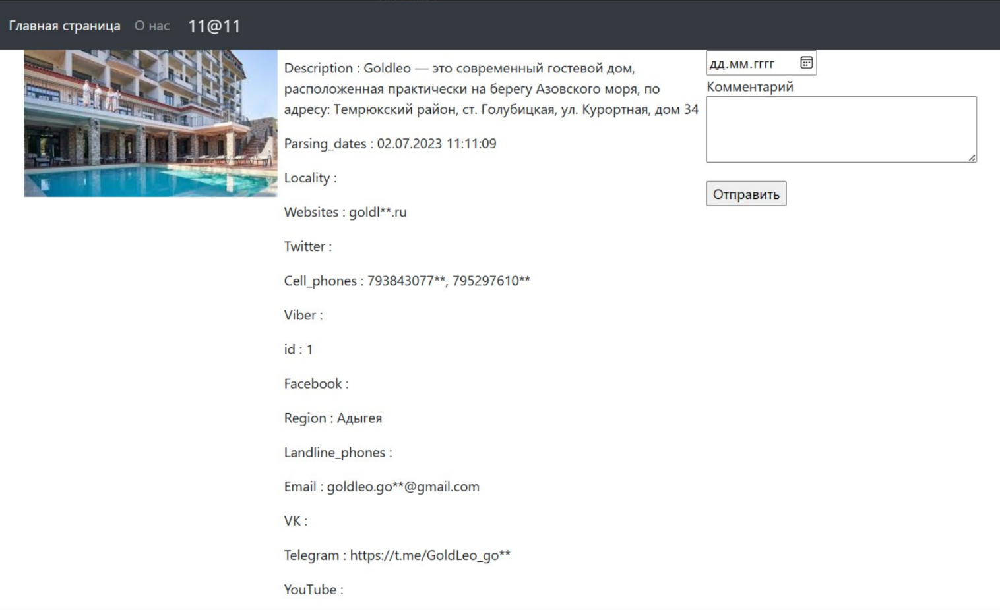 Главная страница О нас 11@11
Description : Goldleo — это современный гостевой дом,
расположенная практически на берегу Азовского моря, по
адресу: Темрюкский район, ст. Голубицкая, ул. Курортная, дом 34
Parsing_dates : 02.07.2023 11:11:09
Locality :
Websites : goldl**.ru
Twitter :
Cell_phones : 793843077**, 795297610**
Viber :
id : 1
Facebook :
Region : Адыгея
Landline_phones :
Email : goldleo.go**@gmail.com
VK :
Telegram : https://t.me/GoldLeo_go**
YouTube :
дд.мм.гггг
Комментарий
Отправить